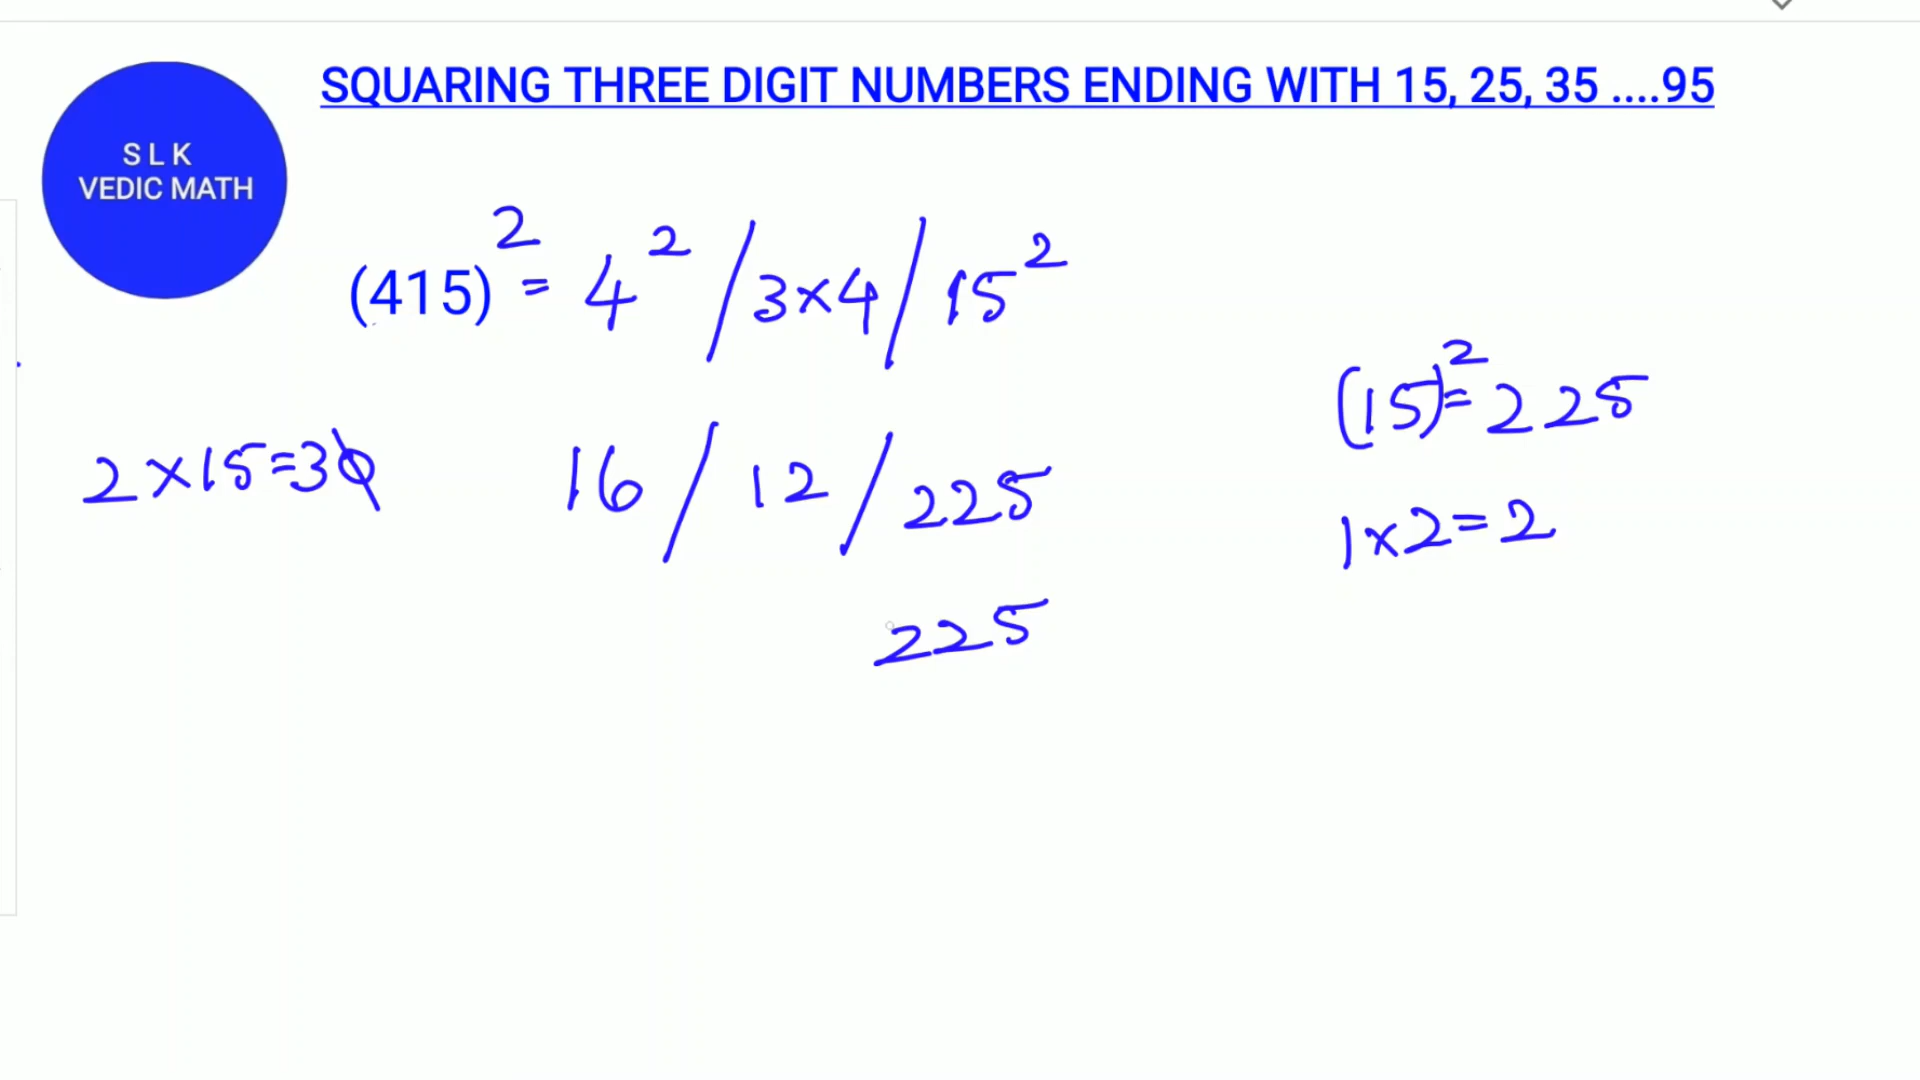 SQUARING THREE DIGIT NUMBERS ENDING WITH 15, 25, 35 ....95
S L K
VEDIC MATH
(415)² = 4² / 3×4 / 15²
(15)² = 225
2×15=30
16 / 12 / 225
1×2=2
225